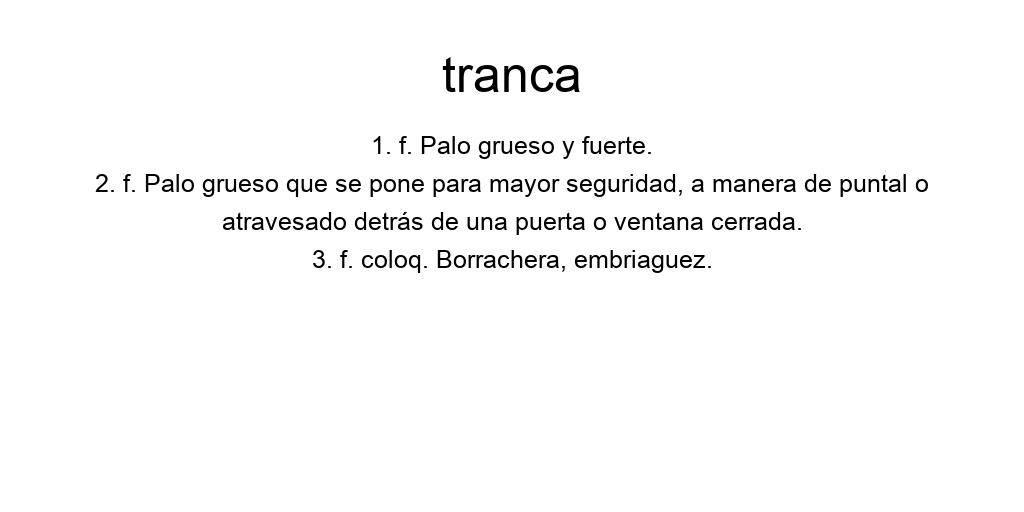 tranca
1. f. Palo grueso y fuerte.
2. f. Palo grueso que se pone para mayor seguridad, a manera de puntal o
atravesado detrás de una puerta o ventana cerrada.
3. f. coloq. Borrachera, embriaguez.